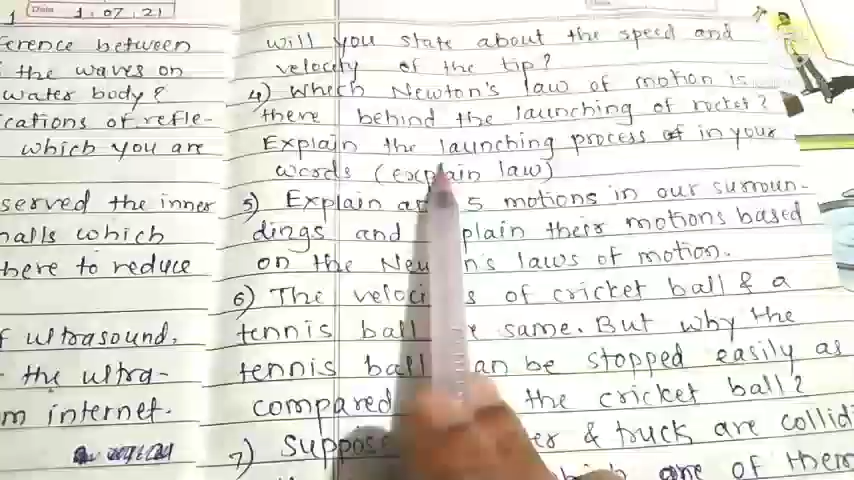 1
Date 1.07.21
ference between
the waves on
water body?
cations of refle-
which you are
served the inner
halls which
here to reduce
f ultrasound.
the ultra-
m internet.
will you state about the speed and
velocity of the tip?
4) Which Newton's law of motion is
there behind the launching of rocket?
Explain the launching process of in your
words (explain law)
5) Explain 5 motions in our surroun-
dings and plain their motions based
on the New n's laws of motion.
6) The veloci s of cricket ball & a
tennis ball e same. But why the
tennis ball an be stopped easily as
compared the cricket ball?
7) Suppose er & truck are collidi
one of them